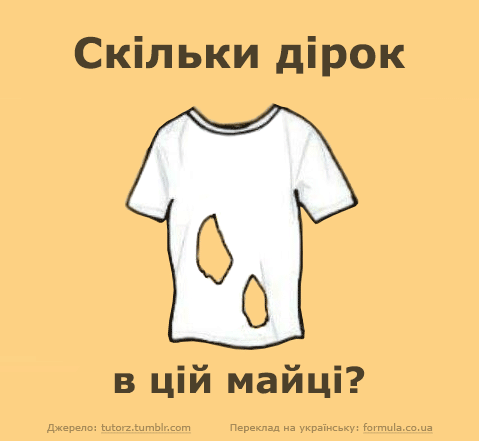 Скільки дірок
в цій майці?
Джерело: tutorz.tumblr.com Переклад на українську: formula.co.ua